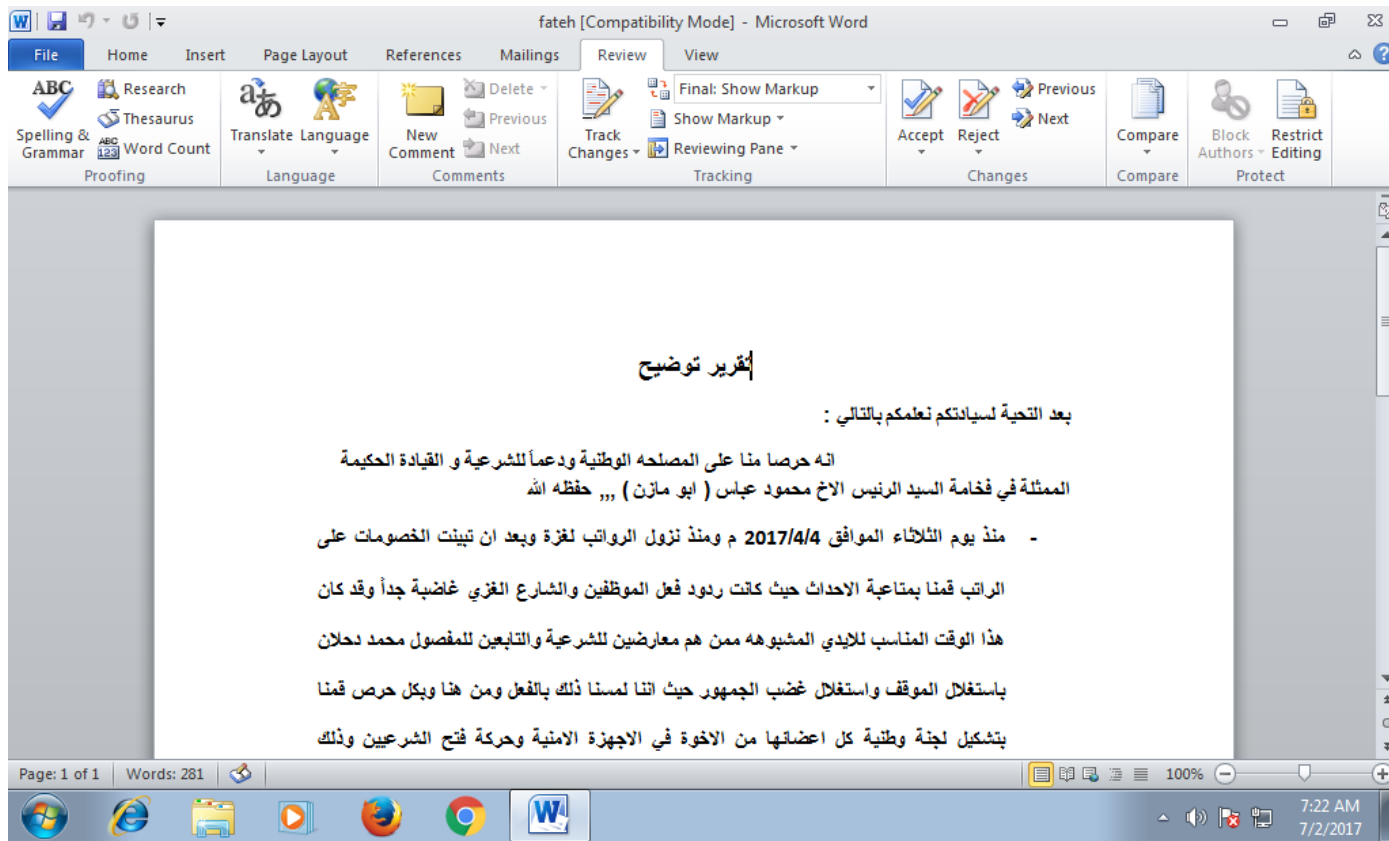 fateh [Compatibility Mode] - Microsoft Word
File Home Insert Page Layout References Mailings Review View
Spelling & Grammar
Research
Thesaurus
Word Count
Proofing
Translate
Language
Language
New Comment
Delete
Previous
Next
Comments
Track Changes
Final: Show Markup
Show Markup
Reviewing Pane
Tracking
Accept
Reject
Previous
Next
Changes
Compare
Compare
Block Authors
Restrict Editing
Protect
تقرير توضيح
بعد التحية لسيادتكم نعلمكم بالتالي :
انه حرصا منا على المصلحه الوطنية ودعماً للشرعية و القيادة الحكيمة
الممثلة في فخامة السيد الرئيس الاخ محمود عباس ( ابو مازن ) ,,, حفظه الله
- منذ يوم الثلاثاء الموافق 2017/4/4 م ومنذ نزول الرواتب لغزة وبعد ان تبينت الخصومات على
الراتب قمنا بمتاعبة الاحداث حيث كانت ردود فعل الموظفين والشارع الغزي غاضبة جداً وقد كان
هذا الوقت المناسب للايدي المشبوهه ممن هم معارضين للشرعية والتابعين للمفصول محمد دحلان
باستغلال الموقف واستغلال غضب الجمهور حيث اننا لمسنا ذلك بالفعل ومن هنا وبكل حرص قمنا
بتشكيل لجنة وطنية كل اعضائها من الاخوة في الاجهزة الامنية وحركة فتح الشرعيين وذلك
Page: 1 of 1 Words: 281 100%
7:22 AM
7/2/2017